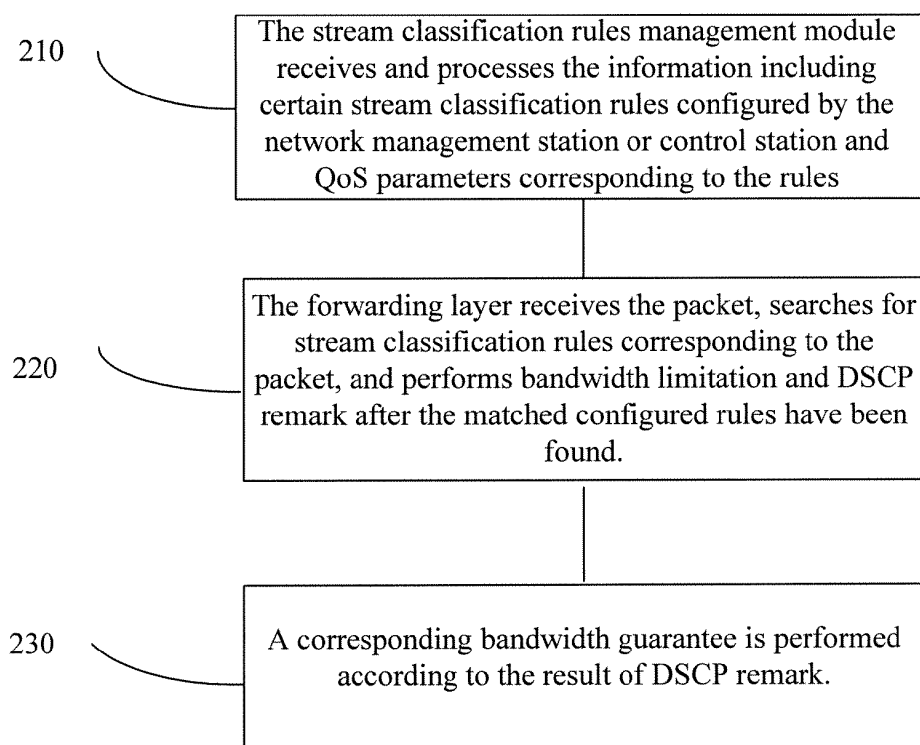 210
The stream classification rules management module
receives and processes the information including
certain stream classification rules configured by the
network management station or control station and
QoS parameters corresponding to the rules
220
The forwarding layer receives the packet, searches for
stream classification rules corresponding to the
packet, and performs bandwidth limitation and DSCP
remark after the matched configured rules have been
found.
230
A corresponding bandwidth guarantee is performed
according to the result of DSCP remark.